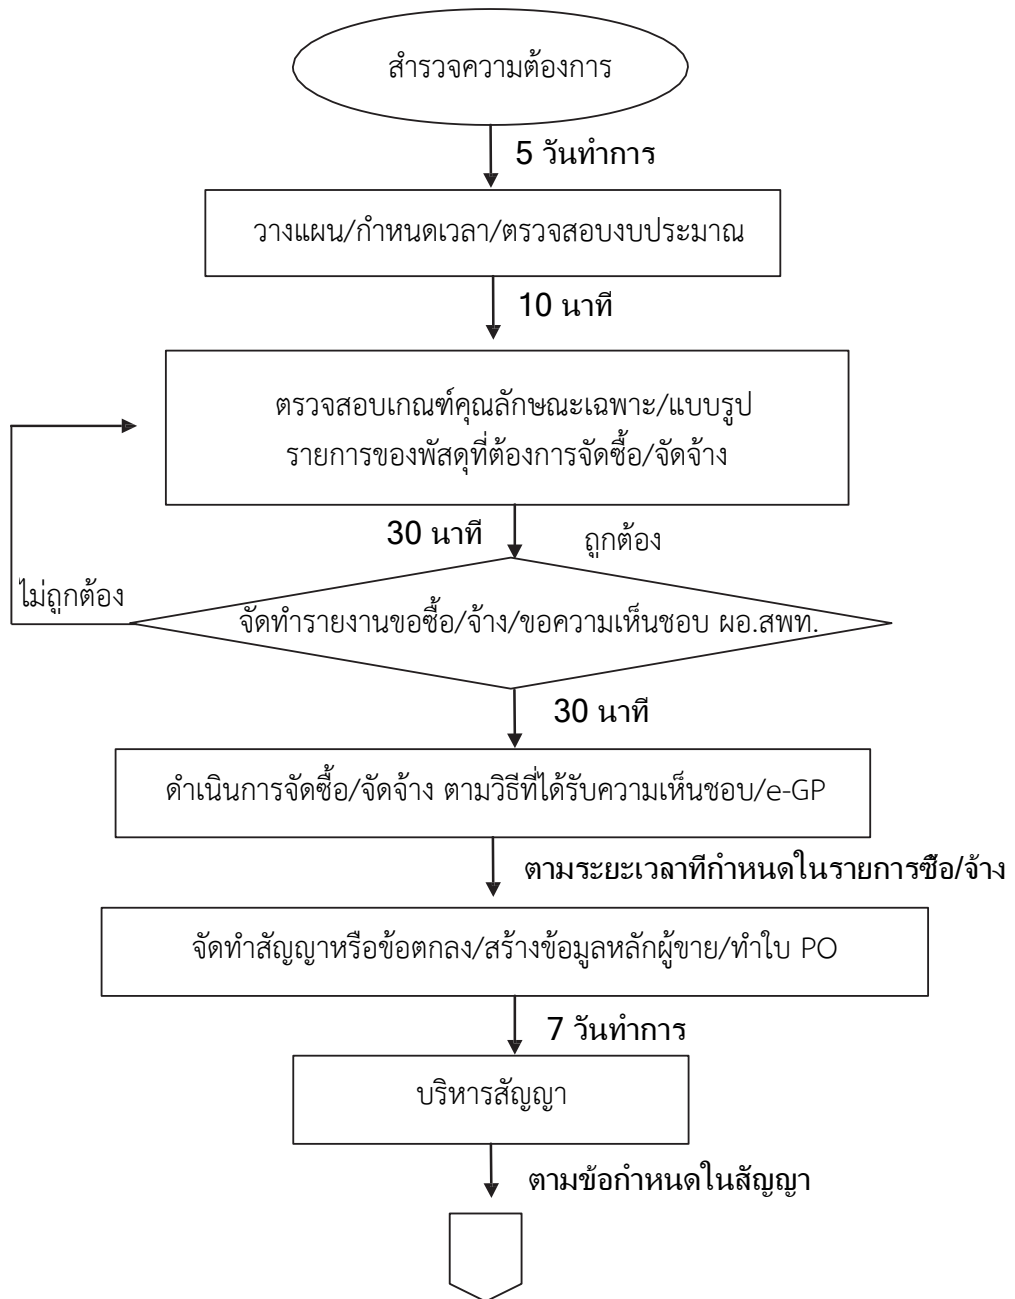 สำรวจความต้องการ
5 วันทำการ
วางแผน/กำหนดเวลา/ตรวจสอบงบประมาณ
10 นาที
ตรวจสอบเกณฑ์คุณลักษณะเฉพาะ/แบบรูป
รายการของพัสดุที่ต้องการจัดซื้อ/จัดจ้าง
30 นาที
ถูกต้อง
ไม่ถูกต้อง
จัดทำรายงานขอซื้อ/จ้าง/ขอความเห็นชอบ ผอ.สพท.
30 นาที
ดำเนินการจัดซื้อ/จัดจ้าง ตามวิธีที่ได้รับความเห็นชอบ/e-GP
ตามระยะเวลาที่กำหนดในรายการซื้อ/จ้าง
จัดทำสัญญาหรือข้อตกลง/สร้างข้อมูลหลักผู้ขาย/ทำใบ PO
7 วันทำการ
บริหารสัญญา
ตามข้อกำหนดในสัญญา